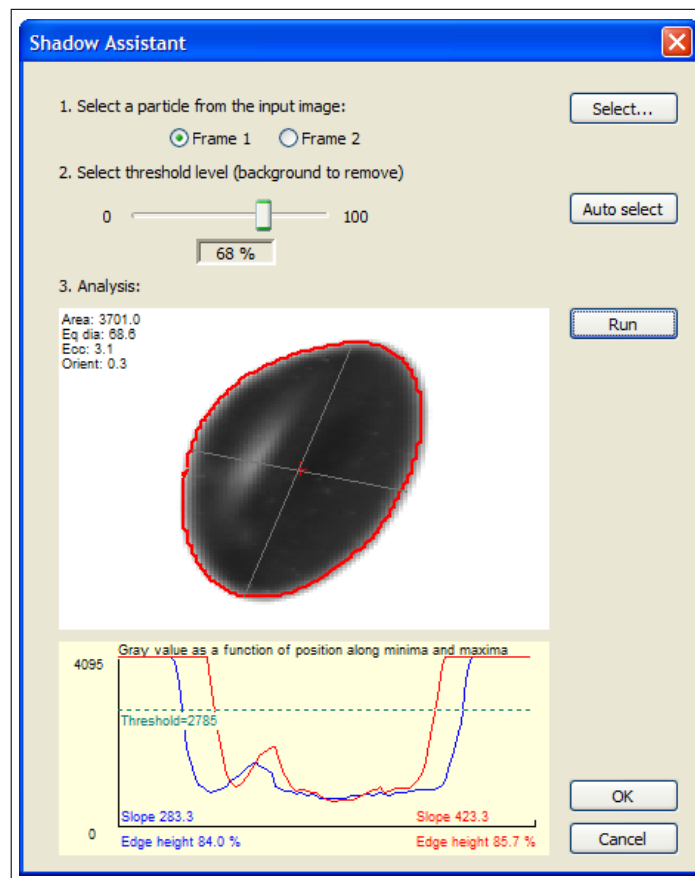 Shadow Assistant
1. Select a particle from the input image:
Select...
Frame 1 Frame 2
2. Select threshold level (background to remove)
0 100
Auto select
68 %
3. Analysis:
Run
Area: 3701.0
Eq dia: 68.6
Ecc: 3.1
Orient: 0.3
Gray value as a function of position along minima and maxima
4095
Threshold=2785
Slope 283.3 Slope 423.3
0
Edge height 84.0 % Edge height 85.7 %
OK
Cancel